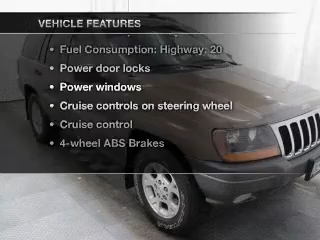 VEHICLE FEATURES
• Fuel Consumption: Highway: 20
• Power door locks
• Power windows
• Cruise controls on steering wheel
• Cruise control
• 4-wheel ABS Brakes